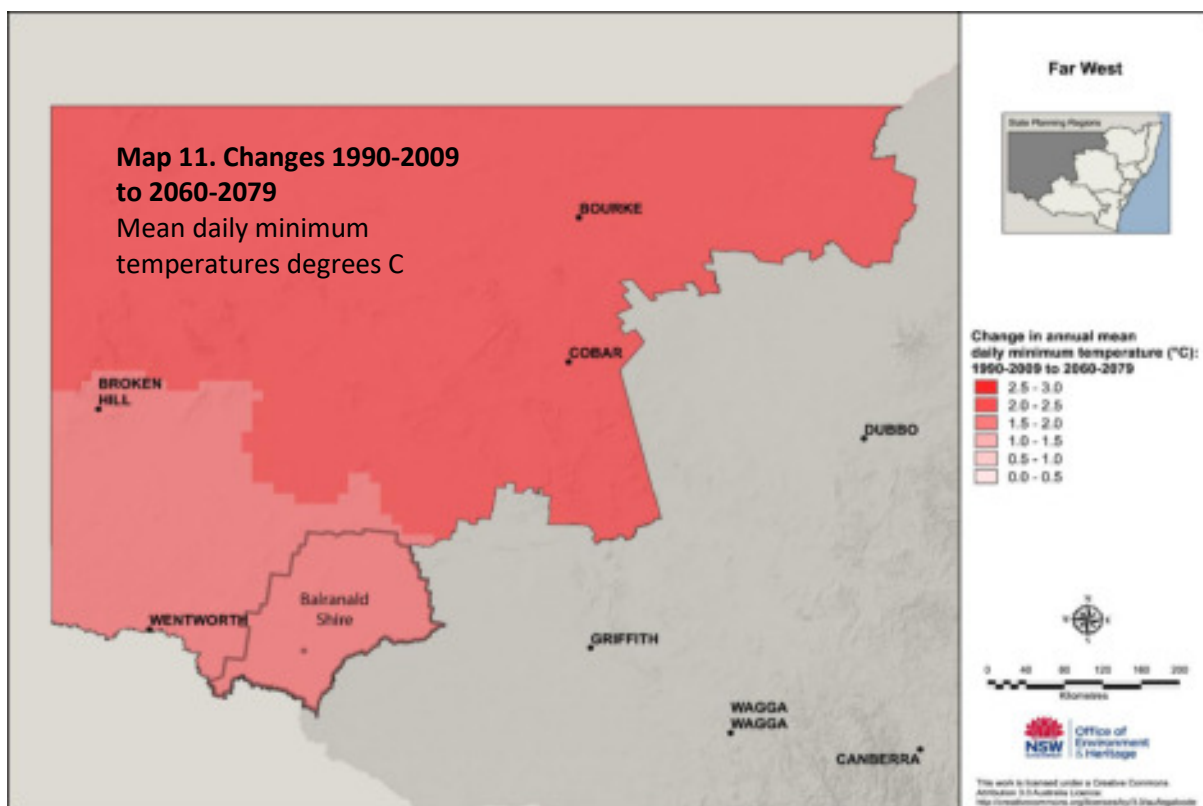 Map 11. Changes 1990-2009
to 2060-2079
Mean daily minimum
temperatures degrees C
BOURKE
COBAR
BROKEN
HILL
DUBBO
WENTWORTH
Balranald
Shire
GRIFFITH
WAGGA
WAGGA
CANBERRA
Far West
State Planning Regions
Change in annual mean
daily minimum temperature (°C):
1990-2009 to 2060-2079
2.5 - 3.0
2.0 - 2.5
1.5 - 2.0
1.0 - 1.5
0.5 - 1.0
0.0 - 0.5
N
W E
S
0 40 80 120 160 200
Kilometres
NSW
Office of
Environment
& Heritage
This work is licensed under a Creative Commons
Attribution 3.0 Australia Licence